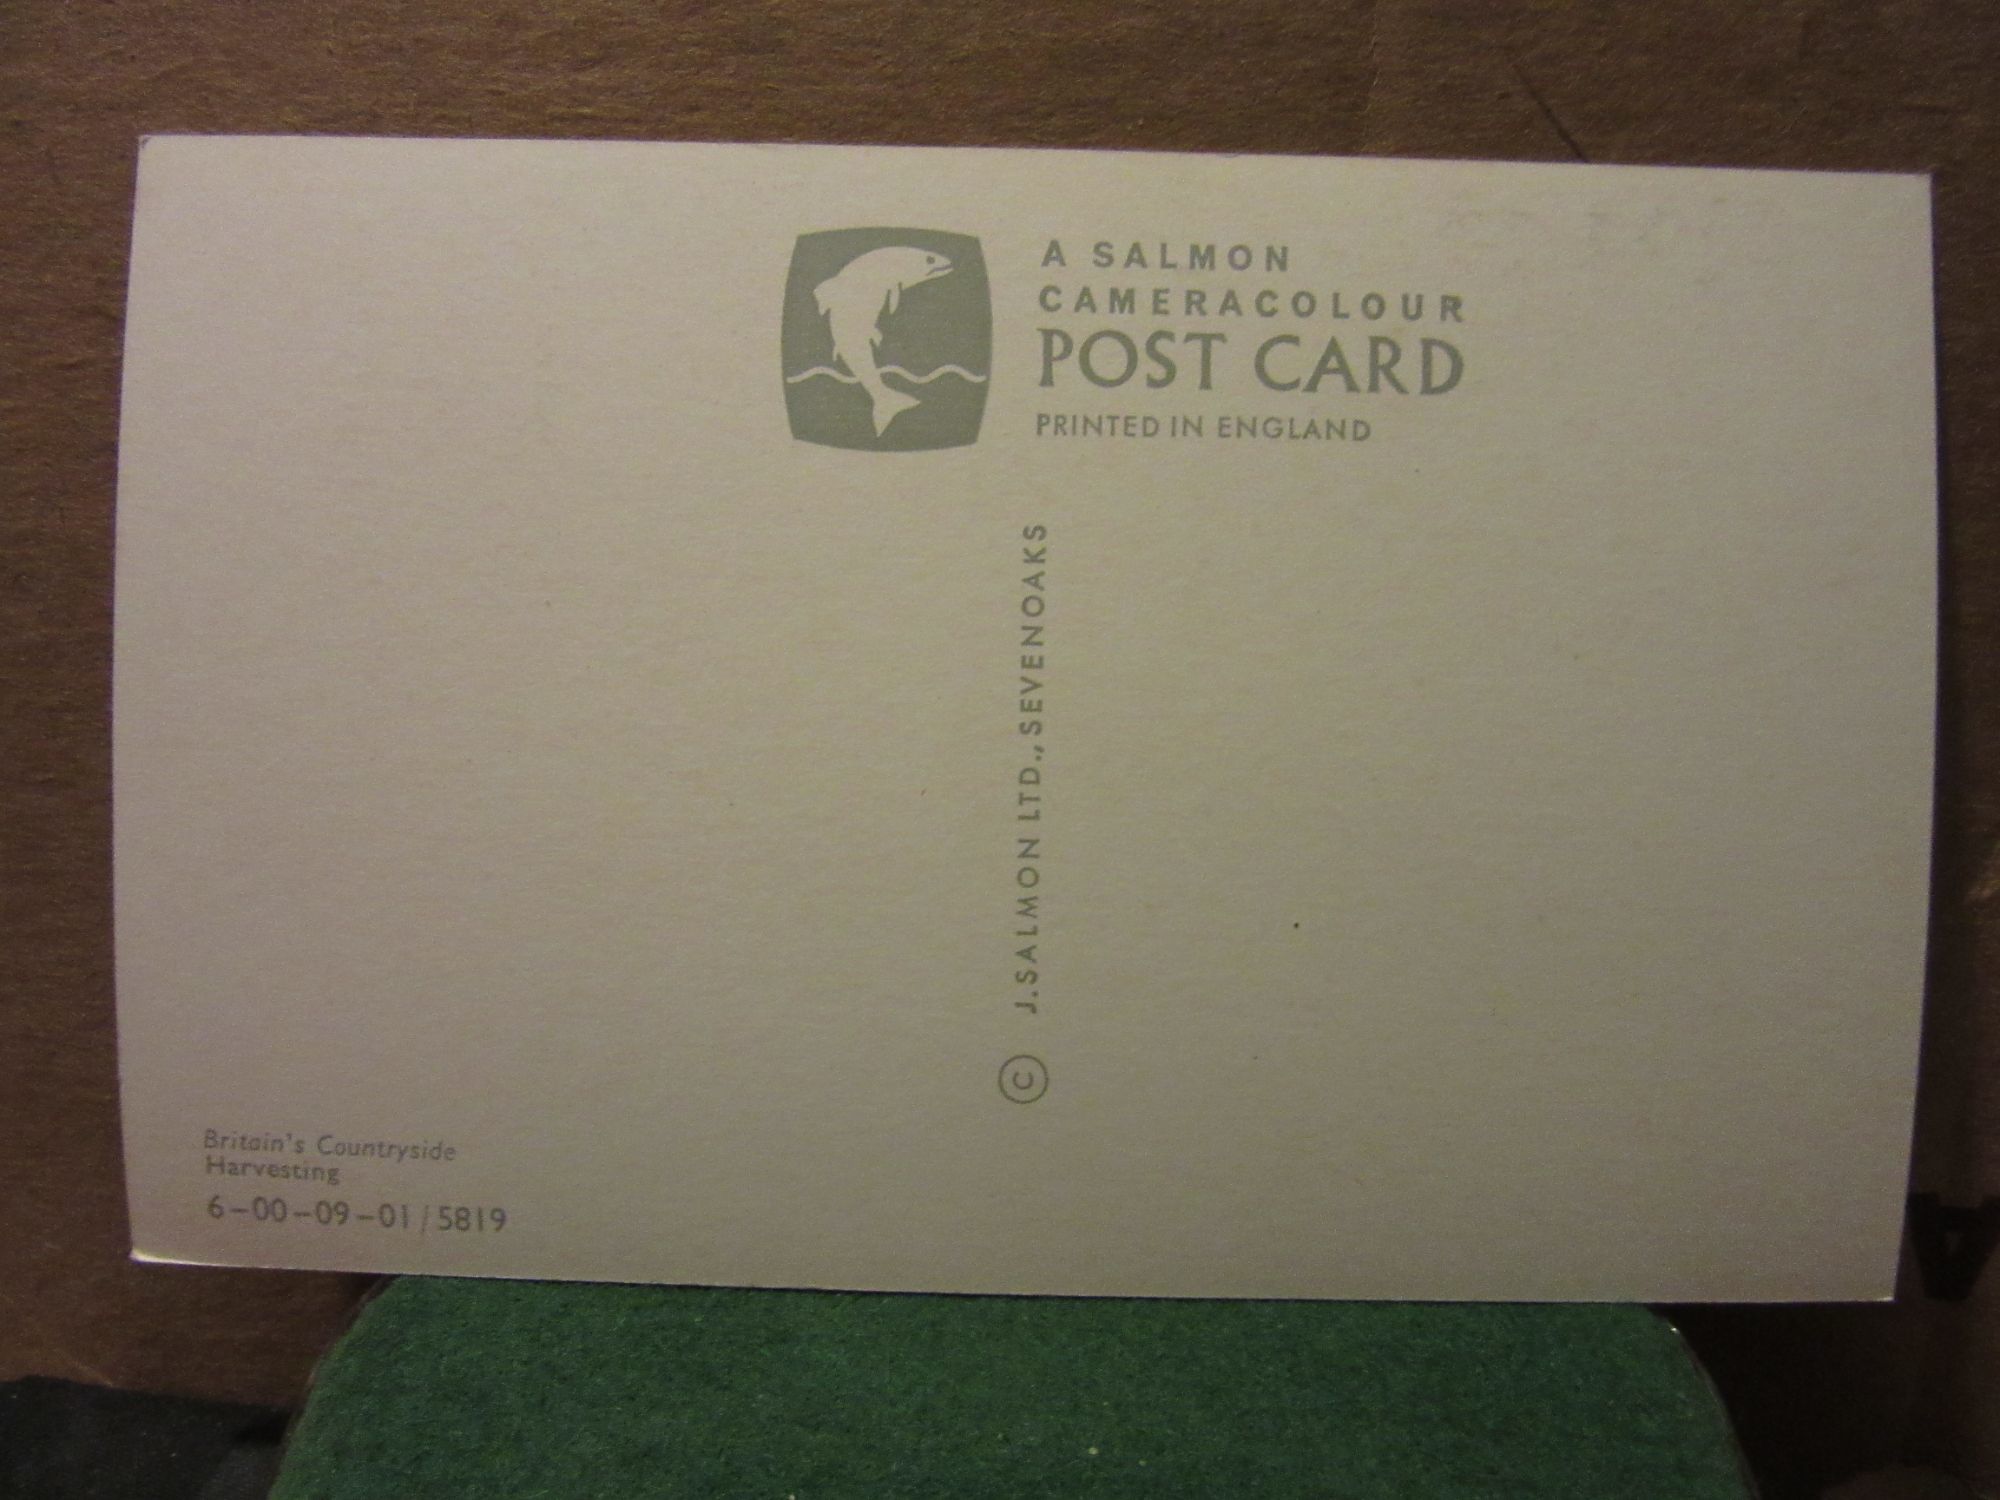 A SALMON
CAMERACOLOUR
POST CARD
PRINTED IN ENGLAND
© J. SALMON LTD., SEVENOAKS
Britain's Countryside
Harvesting
6-00-09-01/5819